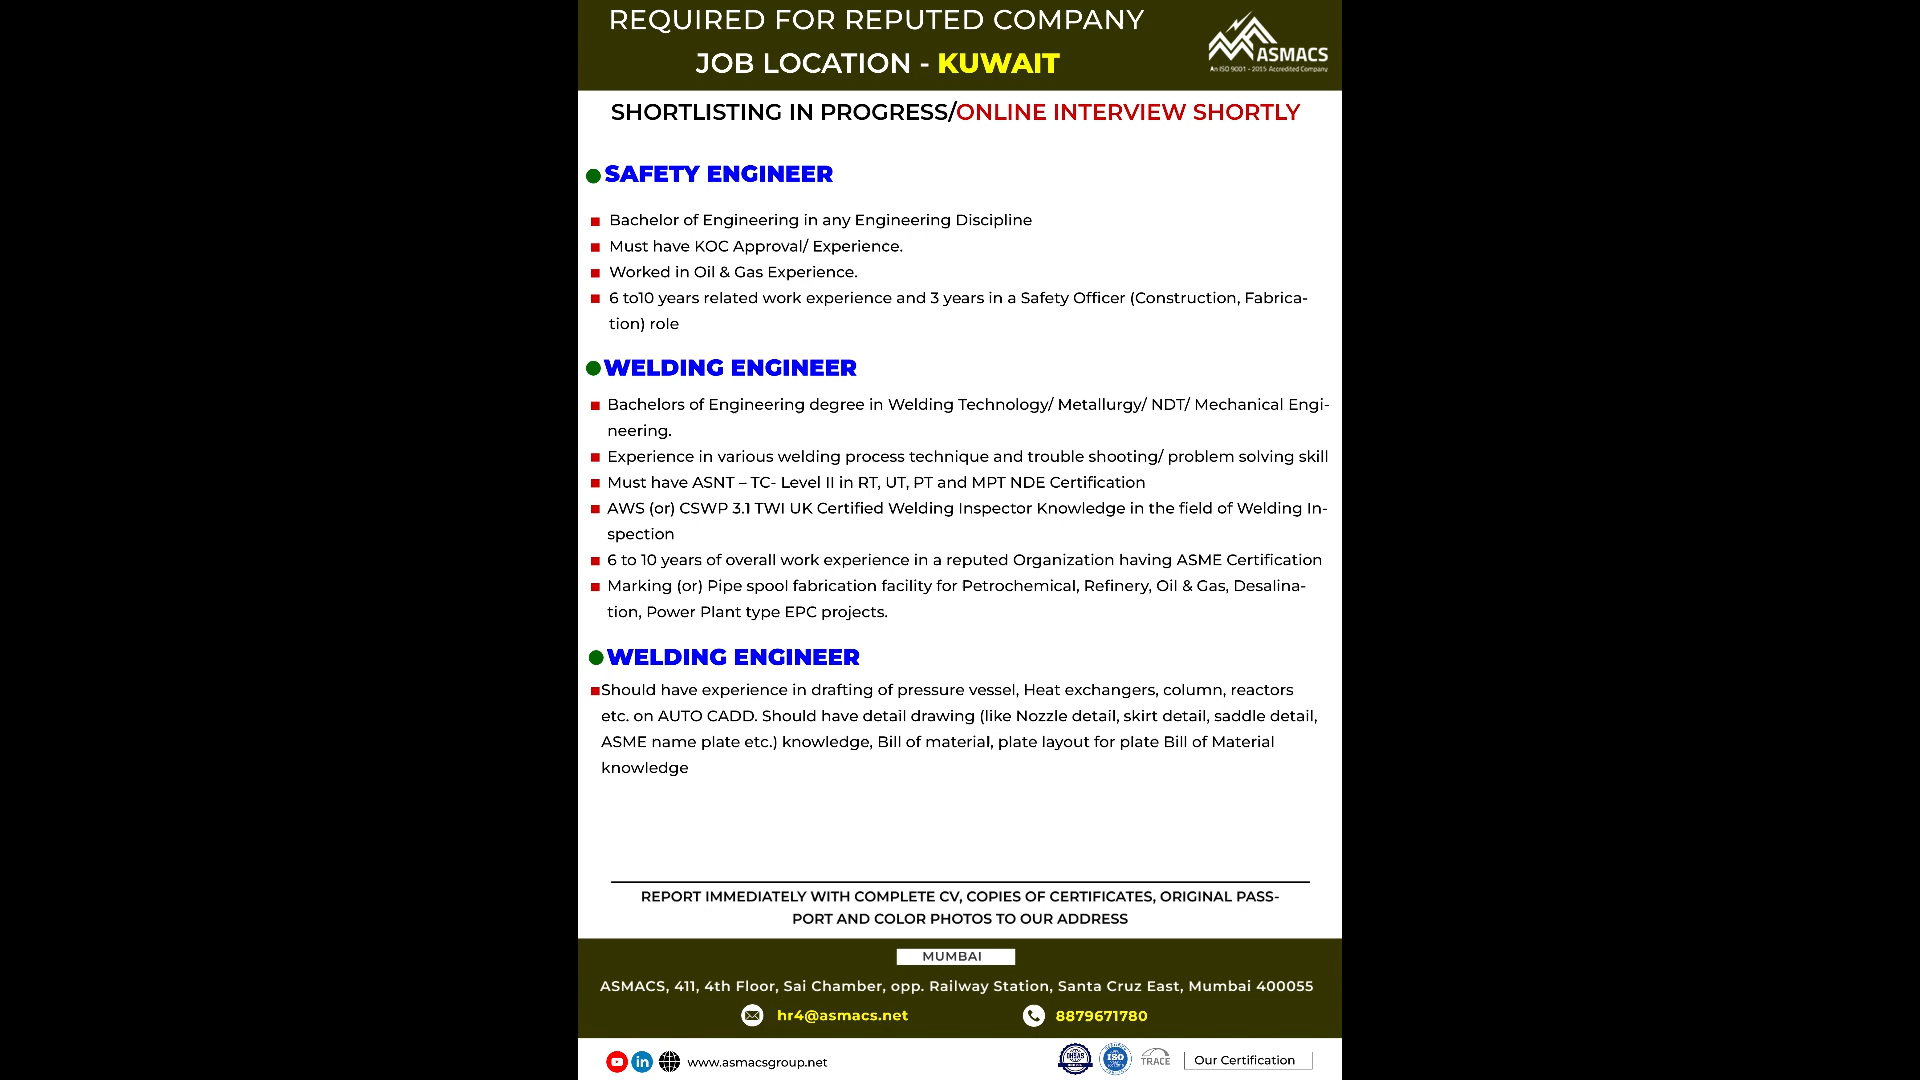 REQUIRED FOR REPUTED COMPANY
JOB LOCATION - KUWAIT
ASMACS
An ISO 9001 - 2015 Accredited Company
SHORTLISTING IN PROGRESS/ONLINE INTERVIEW SHORTLY
SAFETY ENGINEER
Bachelor of Engineering in any Engineering Discipline
Must have KOC Approval/ Experience.
Worked in Oil & Gas Experience.
6 to10 years related work experience and 3 years in a Safety Officer (Construction, Fabrica-
tion) role
WELDING ENGINEER
Bachelors of Engineering degree in Welding Technology/ Metallurgy/ NDT/ Mechanical Engi-
neering.
Experience in various welding process technique and trouble shooting/ problem solving skill
Must have ASNT – TC- Level II in RT, UT, PT and MPT NDE Certification
AWS (or) CSWP 3.1 TWI UK Certified Welding Inspector Knowledge in the field of Welding In-
spection
6 to 10 years of overall work experience in a reputed Organization having ASME Certification
Marking (or) Pipe spool fabrication facility for Petrochemical, Refinery, Oil & Gas, Desalina-
tion, Power Plant type EPC projects.
WELDING ENGINEER
Should have experience in drafting of pressure vessel, Heat exchangers, column, reactors
etc. on AUTO CADD. Should have detail drawing (like Nozzle detail, skirt detail, saddle detail,
ASME name plate etc.) knowledge, Bill of material, plate layout for plate Bill of Material
knowledge
REPORT IMMEDIATELY WITH COMPLETE CV, COPIES OF CERTIFICATES, ORIGINAL PASS-
PORT AND COLOR PHOTOS TO OUR ADDRESS
MUMBAI
ASMACS, 411, 4th Floor, Sai Chamber, opp. Railway Station, Santa Cruz East, Mumbai 400055
hr4@asmacs.net 8879671780
in www.asmacsgroup.net OHSAS ISO TRACE Our Certification